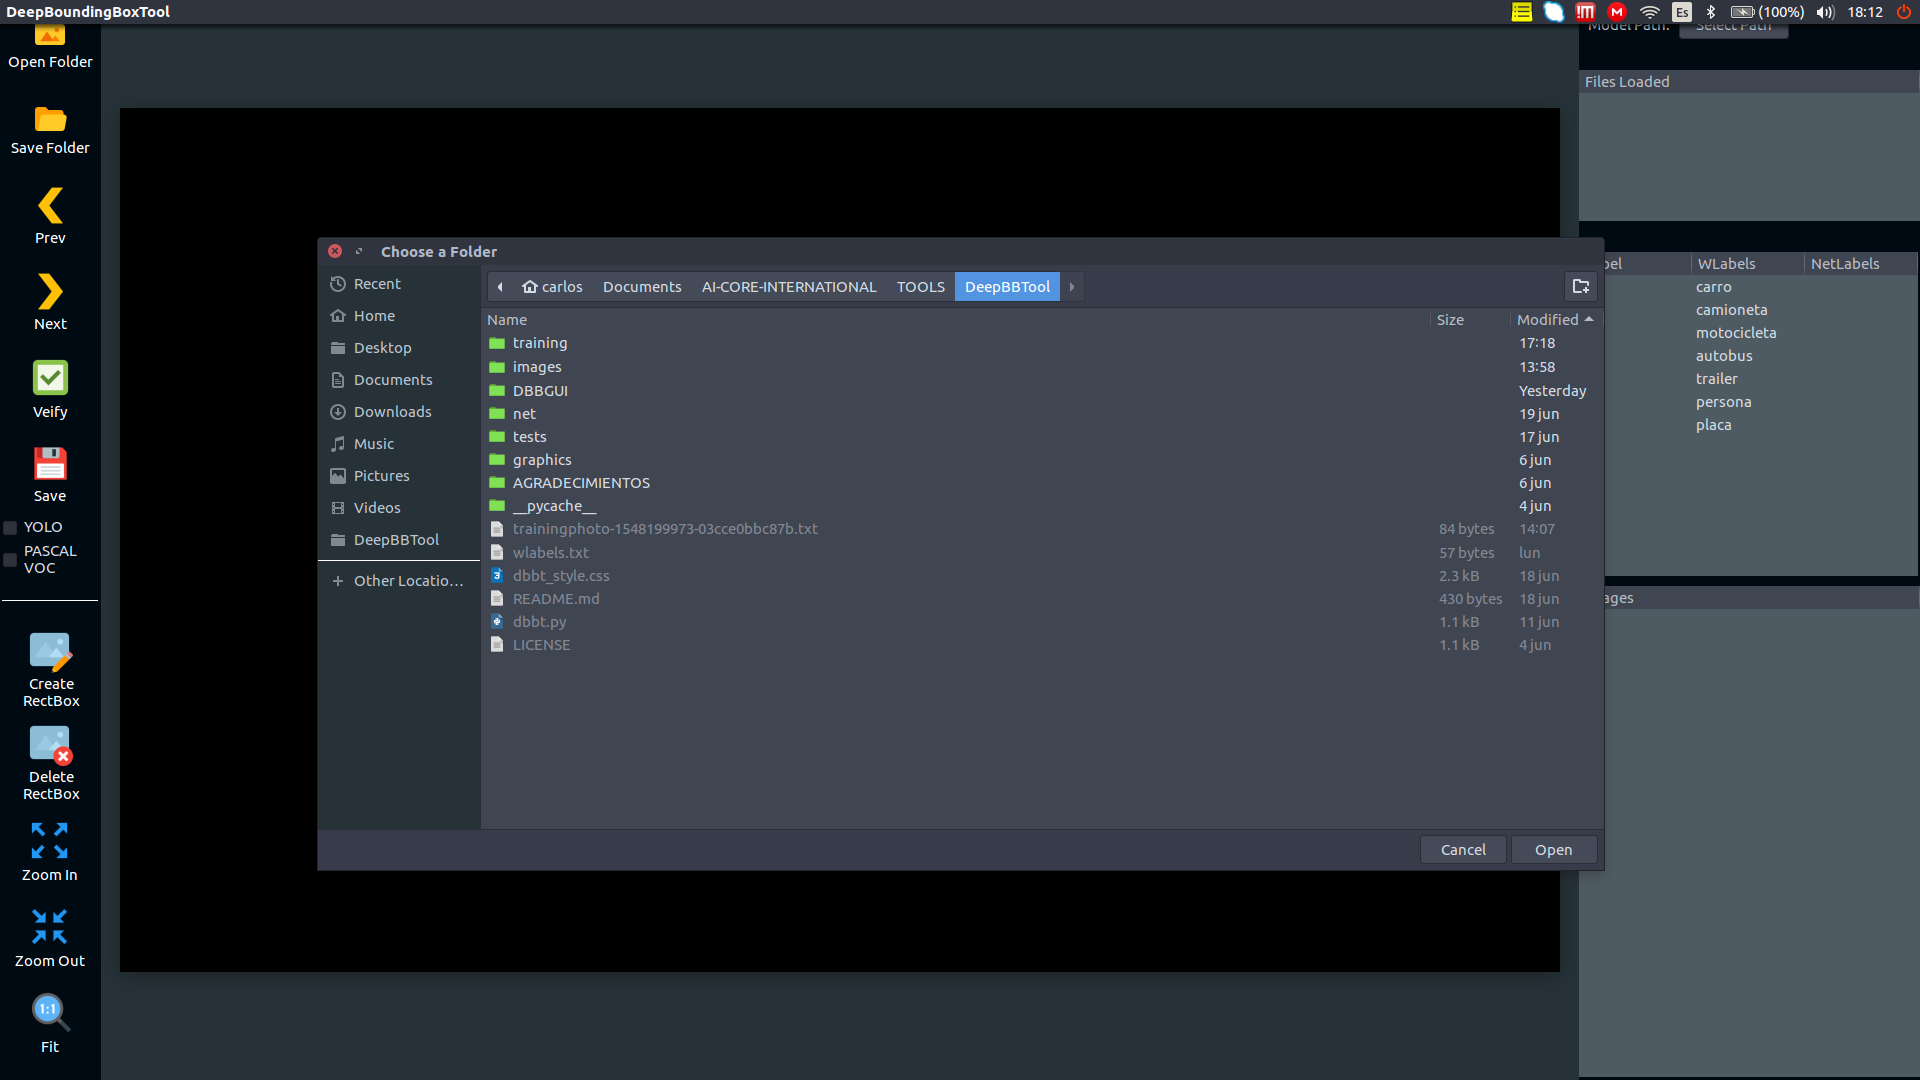 DeepBoundingBoxTool
Es (100%) 18:12
Open Folder
Save Folder
Prev
Next
Veify
Save
YOLO
PASCAL
VOC
Create
RectBox
Delete
RectBox
Zoom In
Zoom Out
1:1
Fit
Choose a Folder
Recent
Home
Desktop
Documents
Downloads
Music
Pictures
Videos
DeepBBTool
+ Other Locatio...
carlos Documents AI-CORE-INTERNATIONAL TOOLS DeepBBTool
Name Size Modified
training 17:18
images 13:58
DBBGUI Yesterday
net 19 jun
tests 17 jun
graphics 6 jun
AGRADECIMIENTOS 6 jun
__pycache__ 4 jun
trainingphoto-1548199973-03cce0bbc87b.txt 84 bytes 14:07
wlabels.txt 57 bytes lun
dbbt_style.css 2.3 kB 18 jun
README.md 430 bytes 18 jun
dbbt.py 1.1 kB 11 jun
LICENSE 1.1 kB 4 jun
Cancel Open
Model Path: Select Path
Files Loaded
bel WLabels NetLabels
carro
camioneta
motocicleta
autobus
trailer
persona
placa
ages